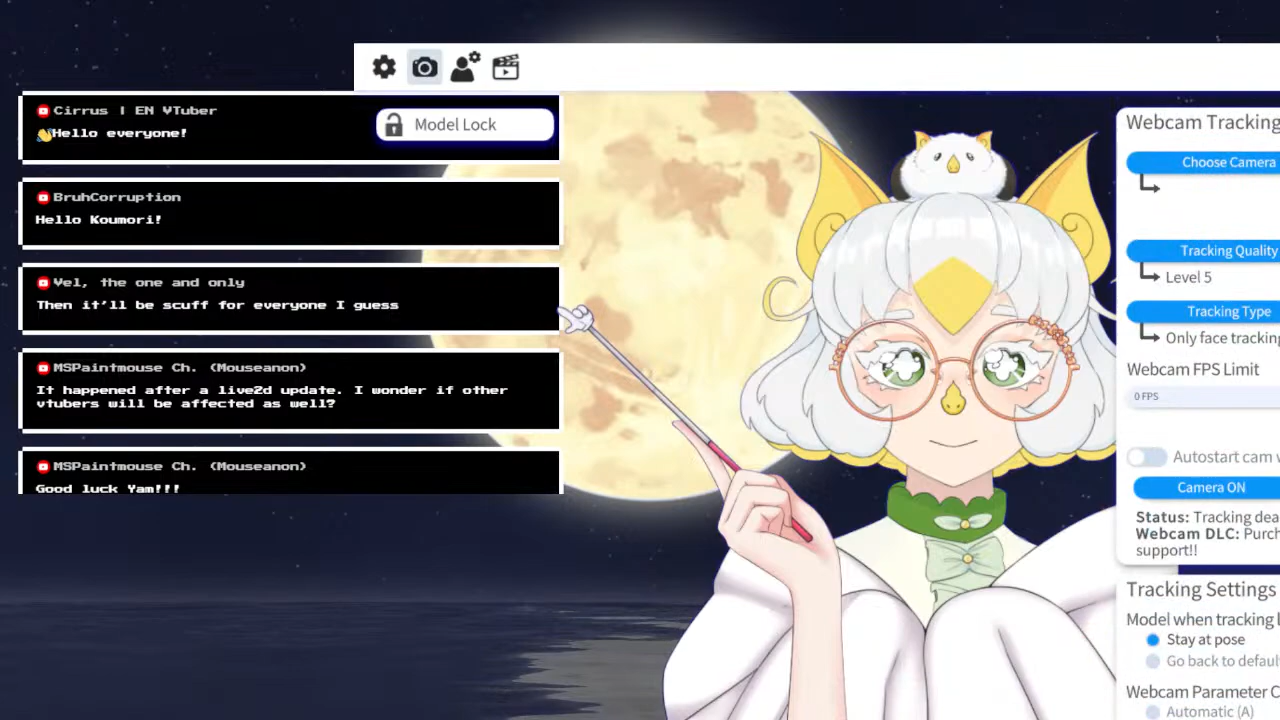 Cirrus | EN VTuber
👋Hello everyone!
Model Lock
BruhCorruption
Hello Koumori!
Vel, the one and only
Then it'll be scuff for everyone I guess
MSPaintmouse Ch. (Mouseanon)
It happened after a live2d update. I wonder if other
vtubers will be affected as well?
MSPaintmouse Ch. (Mouseanon)
Good luck Yam!!!
Webcam Tracking
Choose Camera
Tracking Quality
Level 5
Tracking Type
Only face tracking
Webcam FPS Limit
0 FPS
Autostart cam
Camera ON
Status: Tracking
Webcam DLC:
support!!
Tracking Settings
Model when tracking
Stay at pose
Go back to
Webcam Parameter
Automatic (A)